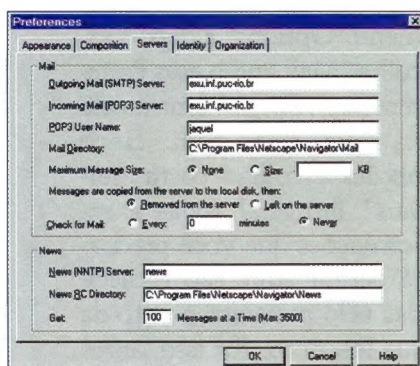 Preferences
Appearance Composition Servers Identity Organization
Mail
Outgoing Mail (SMTP) Server: exu.inf.puc-rio.br
Incoming Mail (POP3) Server: exu.inf.puc-rio.br
POP3 User Name: jaquei
Mail Directory: C:\Program Files\Netscape\Navigator\Mail
Maximum Message Size: None Size: KB
Messages are copied from the server to the local disk, then:
Removed from the server Left on the server
Check for Mail: Every: 0 minutes Never
News
News (NNTP) Server: news
News RC Directory: C:\Program Files\Netscape\Navigator\News
Get: 100 Messages at a Time (Max 3500)
OK Cancel Help